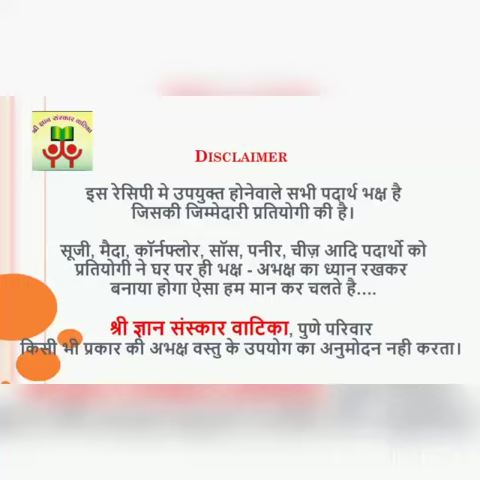 श्री ज्ञान संस्कार वाटिका
DISCLAIMER
इस रेसिपी मे उपयुक्त होनेवाले सभी पदार्थ भक्ष है
जिसकी जिम्मेदारी प्रतियोगी की है।
सूजी, मैदा, कॉर्नफ्लोर, सॉस, पनीर, चीज़ आदि पदार्थो को
प्रतियोगी ने घर पर ही भक्ष - अभक्ष का ध्यान रखकर
बनाया होगा ऐसा हम मान कर चलते है....
श्री ज्ञान संस्कार वाटिका, पुणे परिवार
किसी भी प्रकार की अभक्ष वस्तु के उपयोग का अनुमोदन नही करता।